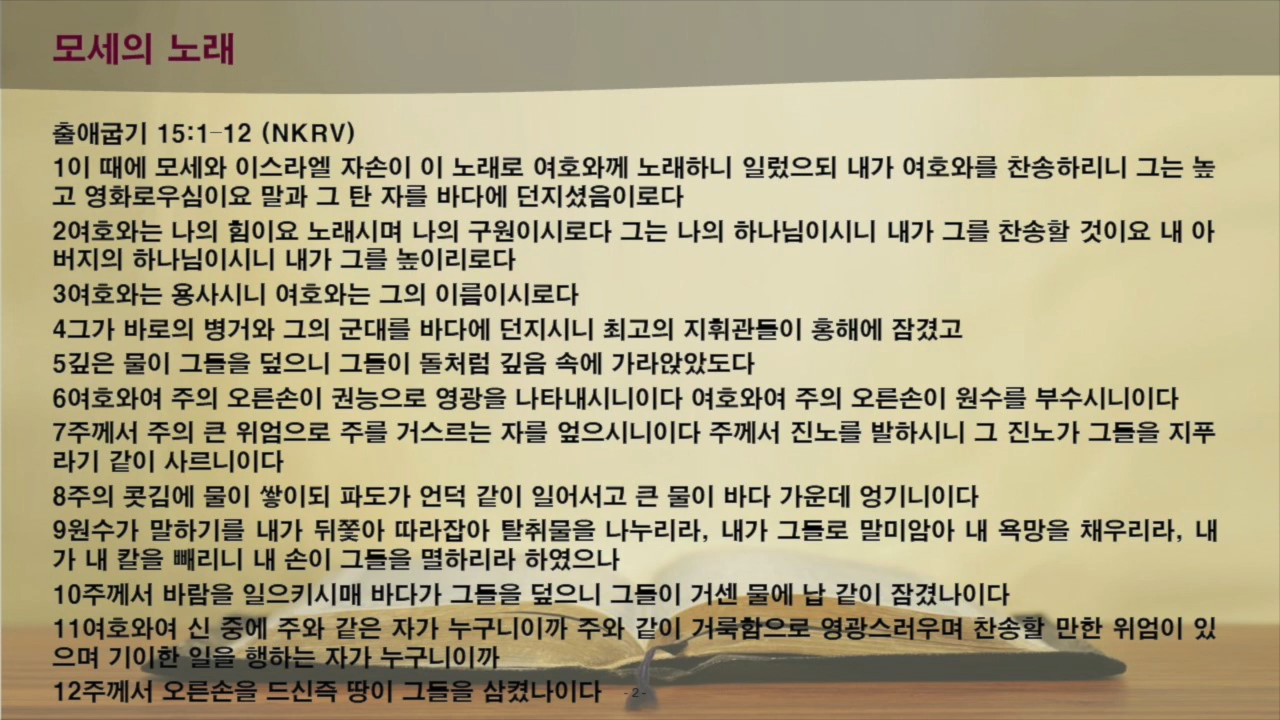 모세의 노래
출애굽기 15:1-12 (NKRV)
1이 때에 모세와 이스라엘 자손이 이 노래로 여호와께 노래하니 일렀으되 내가 여호와를 찬송하리니 그는 높
고 영화로우심이요 말과 그 탄 자를 바다에 던지셨음이로다
2여호와는 나의 힘이요 노래시며 나의 구원이시로다 그는 나의 하나님이시니 내가 그를 찬송할 것이요 내 아
버지의 하나님이시니 내가 그를 높이리로다
3여호와는 용사시니 여호와는 그의 이름이시로다
4그가 바로의 병거와 그의 군대를 바다에 던지시니 최고의 지휘관들이 홍해에 잠겼고
5깊은 물이 그들을 덮으니 그들이 돌처럼 깊음 속에 가라앉았도다
6여호와여 주의 오른손이 권능으로 영광을 나타내시니이다 여호와여 주의 오른손이 원수를 부수시니이다
7주께서 주의 큰 위엄으로 주를 거스르는 자를 엎으시니이다 주께서 진노를 발하시니 그 진노가 그들을 지푸
라기 같이 사르니이다
8주의 콧김에 물이 쌓이되 파도가 언덕 같이 일어서고 큰 물이 바다 가운데 엉기니이다
9원수가 말하기를 내가 뒤쫓아 따라잡아 탈취물을 나누리라, 내가 그들로 말미암아 내 욕망을 채우리라, 내
가 내 칼을 빼리니 내 손이 그들을 멸하리라 하였으나
10주께서 바람을 일으키시매 바다가 그들을 덮으니 그들이 거센 물에 납 같이 잠겼나이다
11여호와여 신 중에 주와 같은 자가 누구니이까 주와 같이 거룩함으로 영광스러우며 찬송할 만한 위엄이 있
으며 기이한 일을 행하는 자가 누구니이까
12주께서 오른손을 드신즉 땅이 그들을 삼켰나이다
- 2 -